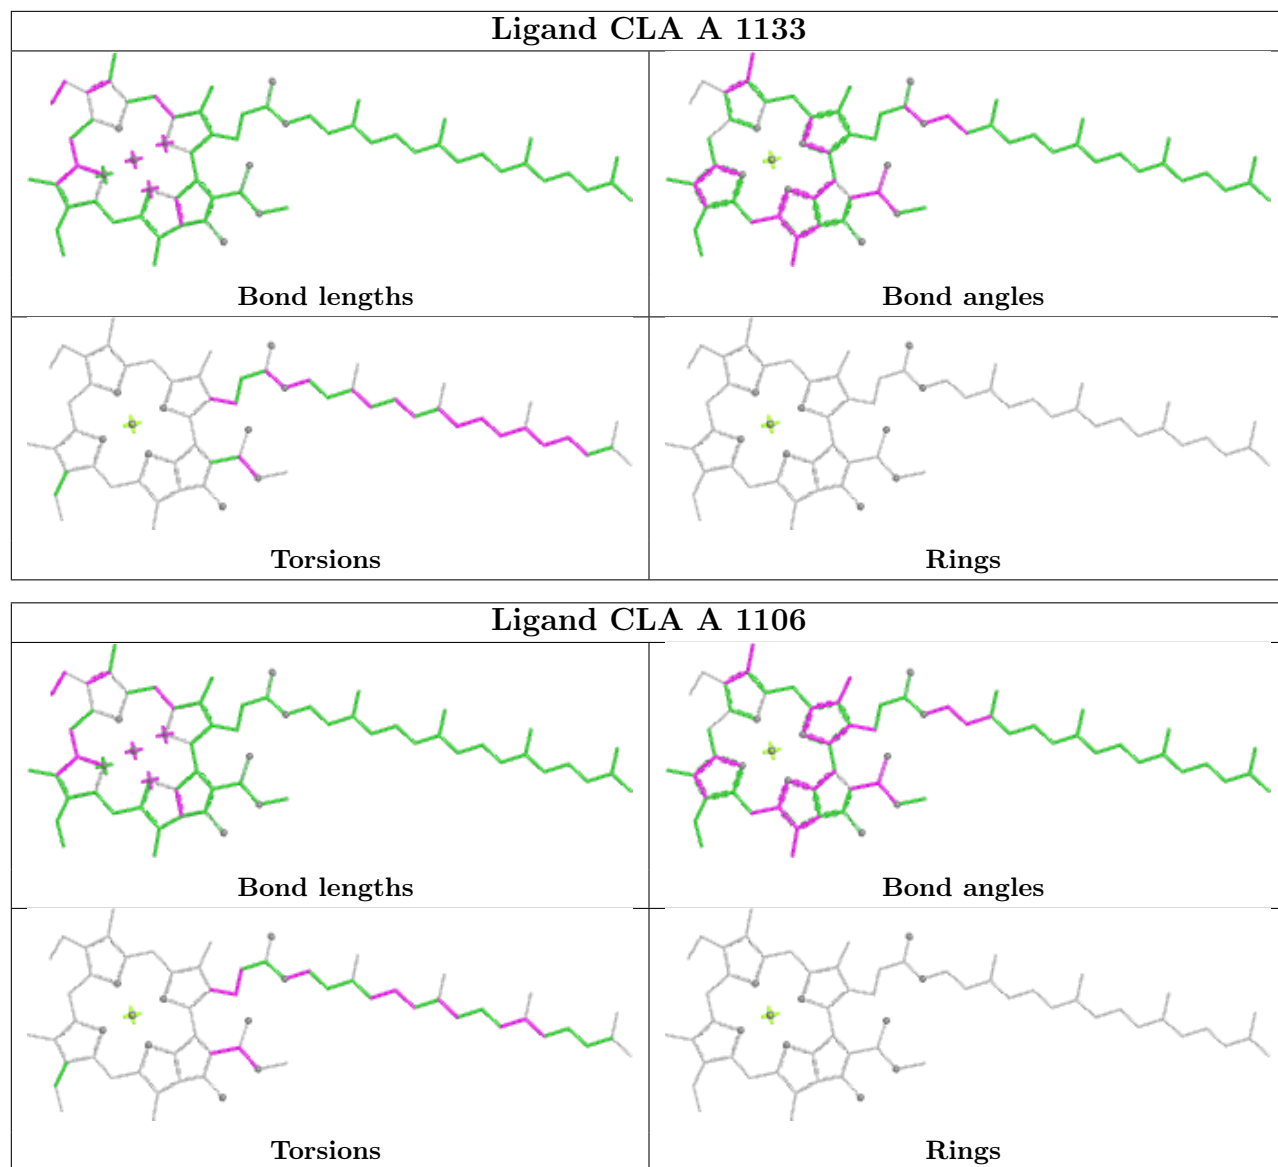 Ligand CLA A 1133
Bond lengths
Bond angles
Torsions
Rings
Ligand CLA A 1106
Bond lengths
Bond angles
Torsions
Rings